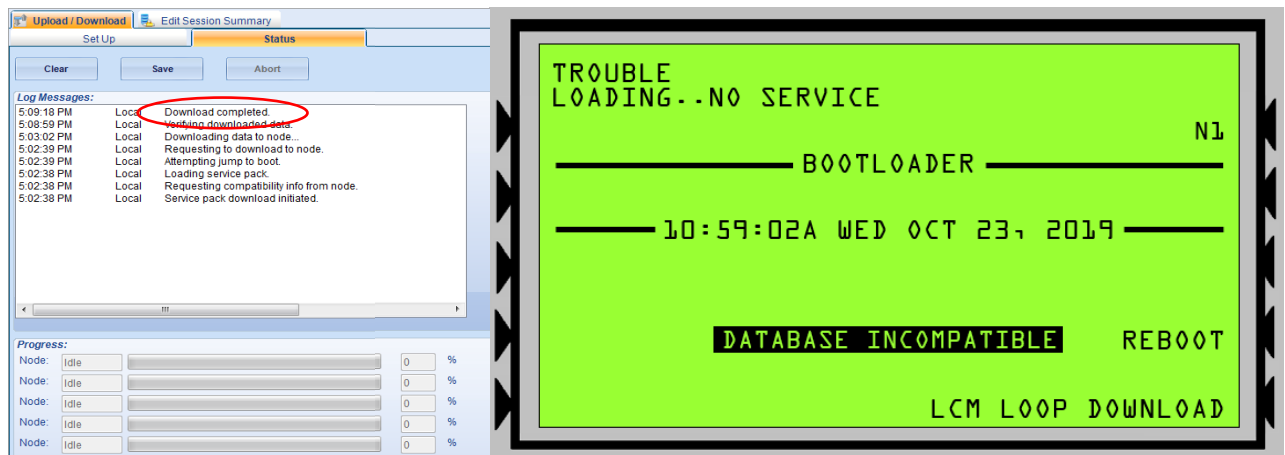 Upload / Download Edit Session Summary
Set Up Status
Clear Save Abort
Log Messages:
5:09:18 PM Local Download completed.
5:08:59 PM Local Verifying downloaded data.
5:03:02 PM Local Downloading data to node...
5:02:39 PM Local Requesting to download to node.
5:02:39 PM Local Attempting jump to boot.
5:02:38 PM Local Loading service pack.
5:02:38 PM Local Requesting compatibility info from node.
5:02:38 PM Local Service pack download initiated.
Progress:
Node: Idle 0 %
Node: Idle 0 %
Node: Idle 0 %
Node: Idle 0 %
Node: Idle 0 %
TROUBLE
LOADING..NO SERVICE
N1
BOOTLOADER
10:59:02A WED OCT 23, 2019
DATABASE INCOMPATIBLE REBOOT
LCM LOOP DOWNLOAD